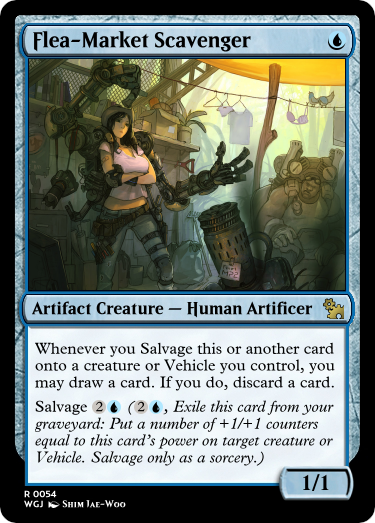 Flea-Market Scavenger
Artifact Creature — Human Artificer
Whenever you Salvage this or another card
onto a creature or Vehicle you control, you
may draw a card. If you do, discard a card.
Salvage 2 (2, Exile this card from your
graveyard: Put a number of +1/+1 counters
equal to this card's power on target creature or
Vehicle. Salvage only as a sorcery.)
1/1
R 0054
WGJ Shim Jae-Woo